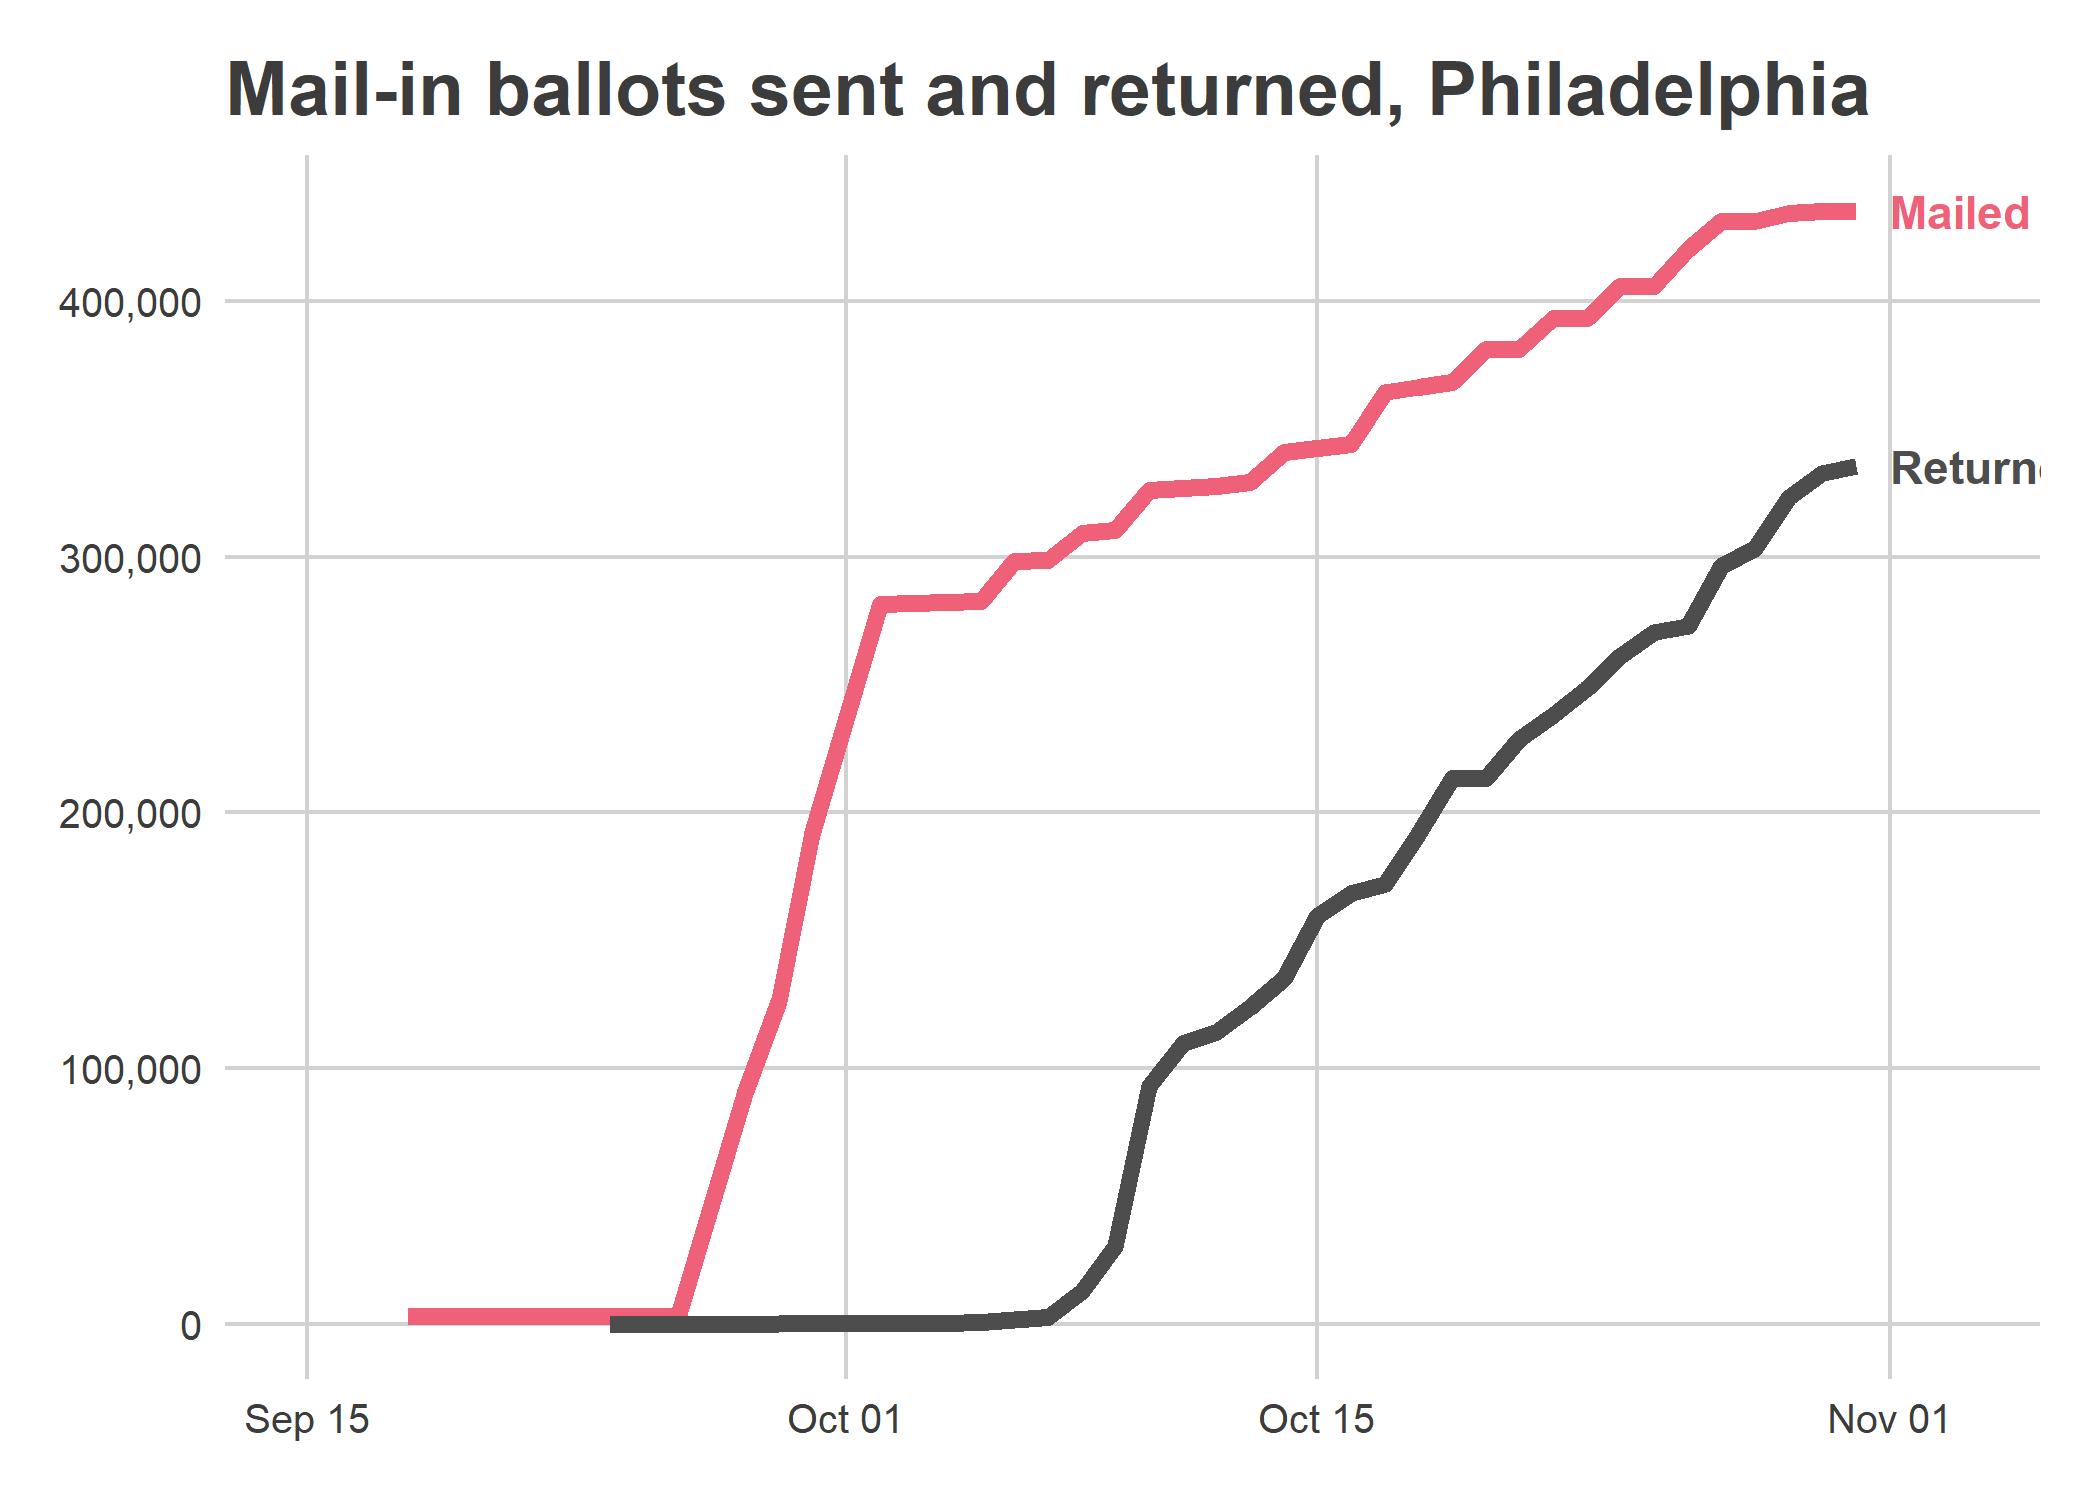 Mail-in ballots sent and returned, Philadelphia
Mailed
400,000
Return
300,000
200,000
100,000
0
Sep 15 Oct 01 Oct 15 Nov 01